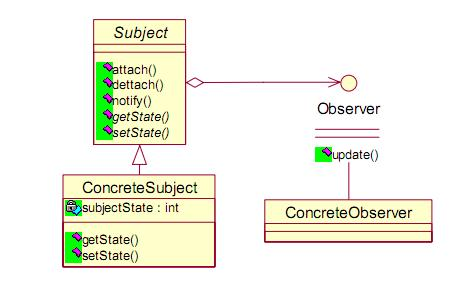 Subject
attach()
dettach()
notify()
getState()
setState()
Observer
update()
ConcreteSubject
subjectState : int
getState()
setState()
ConcreteObserver